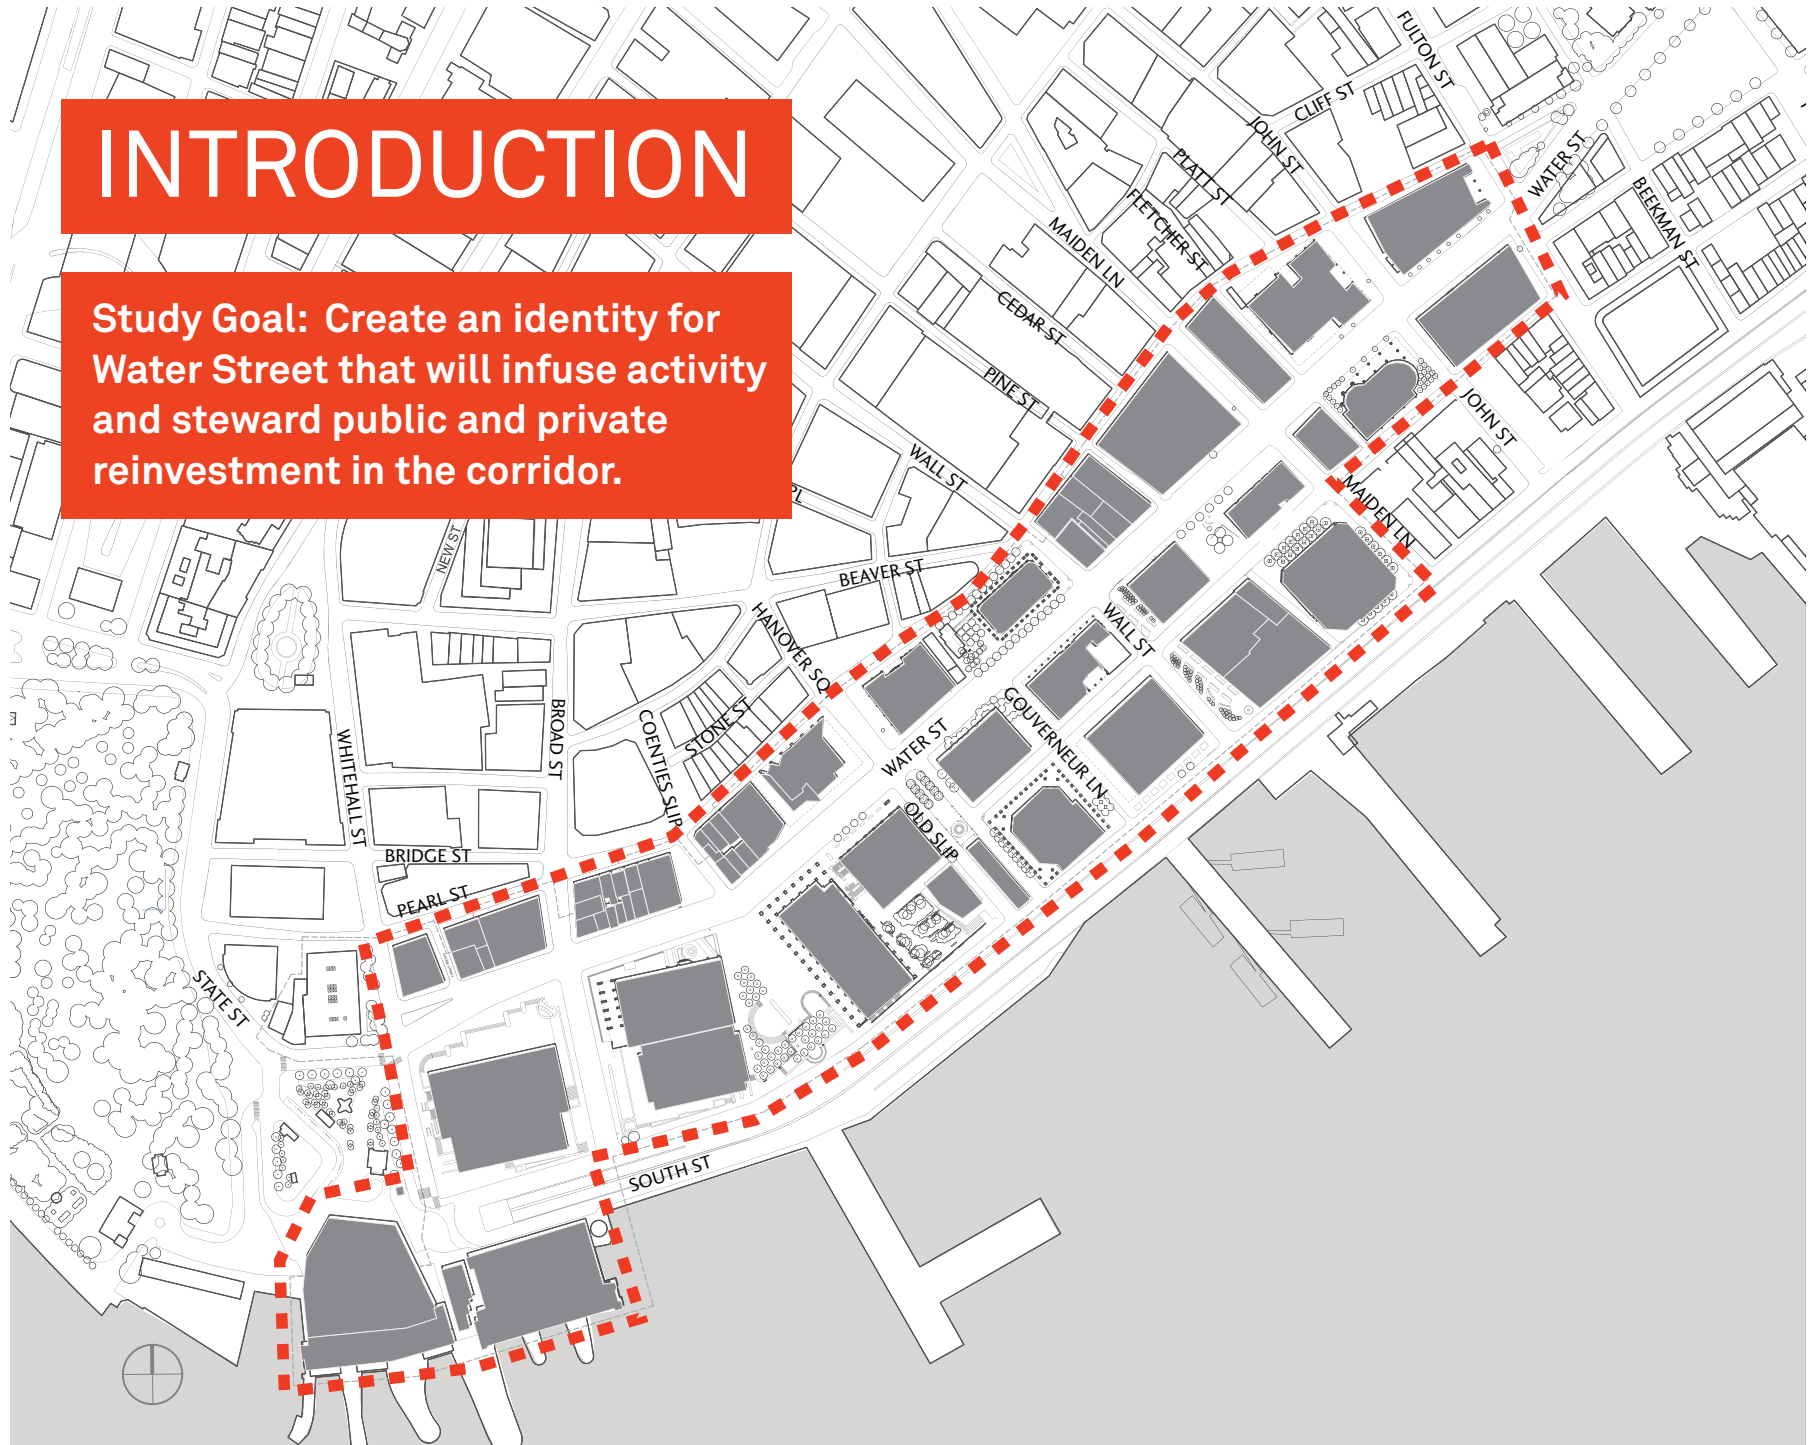 INTRODUCTION
Study Goal: Create an identity for
Water Street that will infuse activity
and steward public and private
reinvestment in the corridor.
FULTON ST
CLIFF ST
JOHN ST
WATER ST
PLATT ST
BEEKMAN ST
FLETCHER ST
MAIDEN LN
CEDAR ST
PINE ST
JOHN ST
WALL ST
MAIDEN LN
NEW ST
BEAVER ST
HANOVER SQ
WALL ST
GOUVERNEUR LN
STONE ST
BROAD ST
COENTIES SLIP
WATER ST
WHITEHALL ST
OLD SLIP
BRIDGE ST
PEARL ST
STATE ST
SOUTH ST